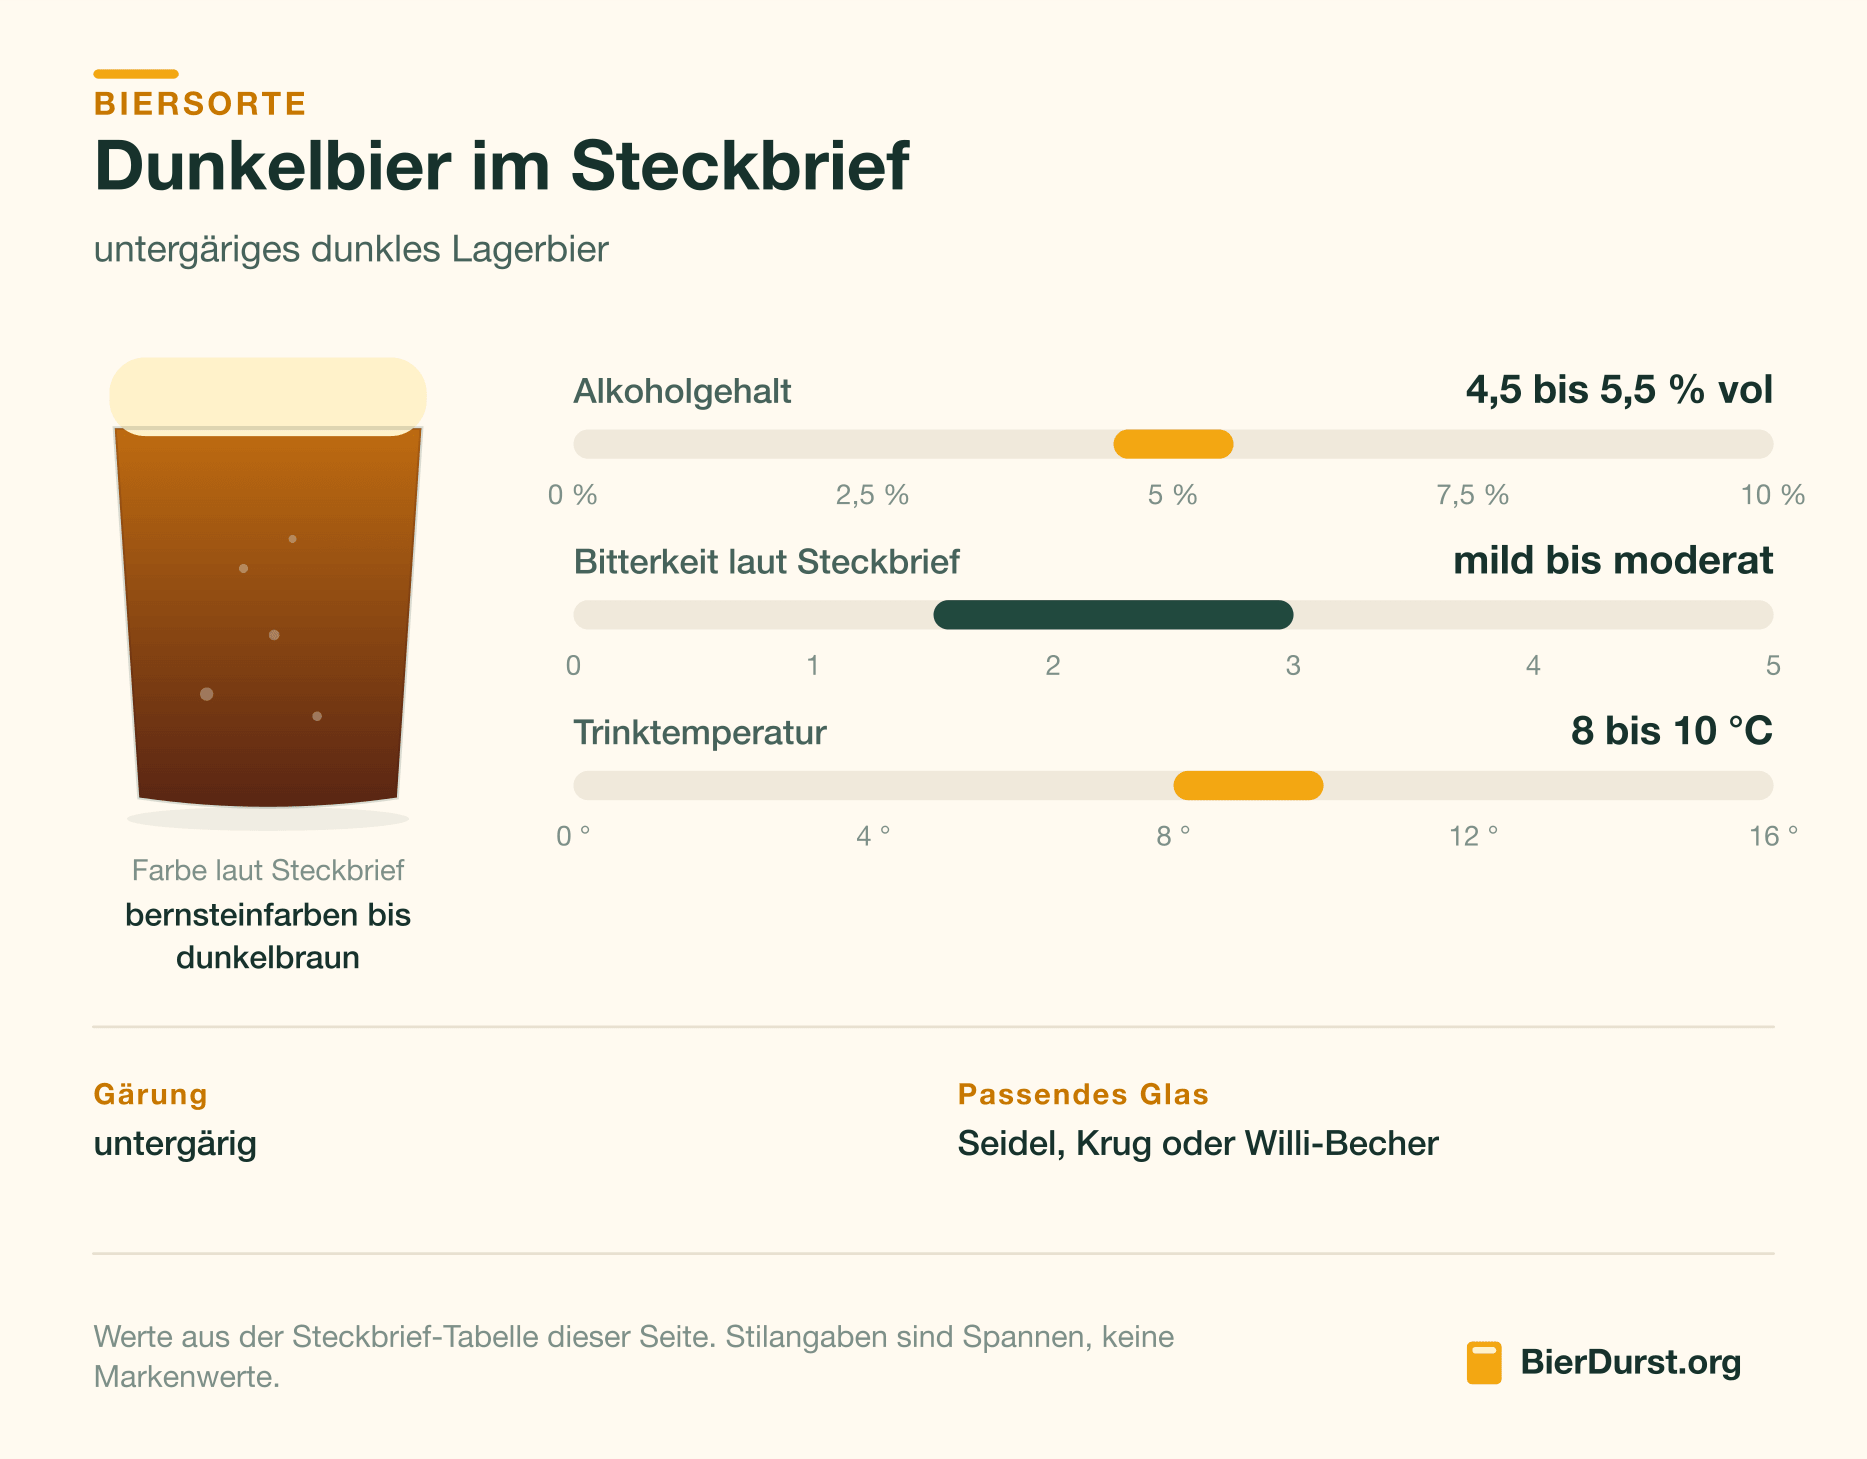 BIERSORTE
Dunkelbier im Steckbrief
untergäriges dunkles Lagerbier
Alkoholgehalt
4,5 bis 5,5 % vol
0 %
2,5 %
5 %
7,5 %
10 %
Bitterkeit laut Steckbrief
mild bis moderat
0
1
2
3
4
5
Trinktemperatur
8 bis 10 °C
0 °
4 °
8 °
12 °
16 °
Farbe laut Steckbrief
bernsteinfarben bis
dunkelbraun
Gärung
untergärig
Passendes Glas
Seidel, Krug oder Willi-Becher
Werte aus der Steckbrief-Tabelle dieser Seite. Stilangaben sind Spannen, keine
Markenwerte.
BierDurst.org